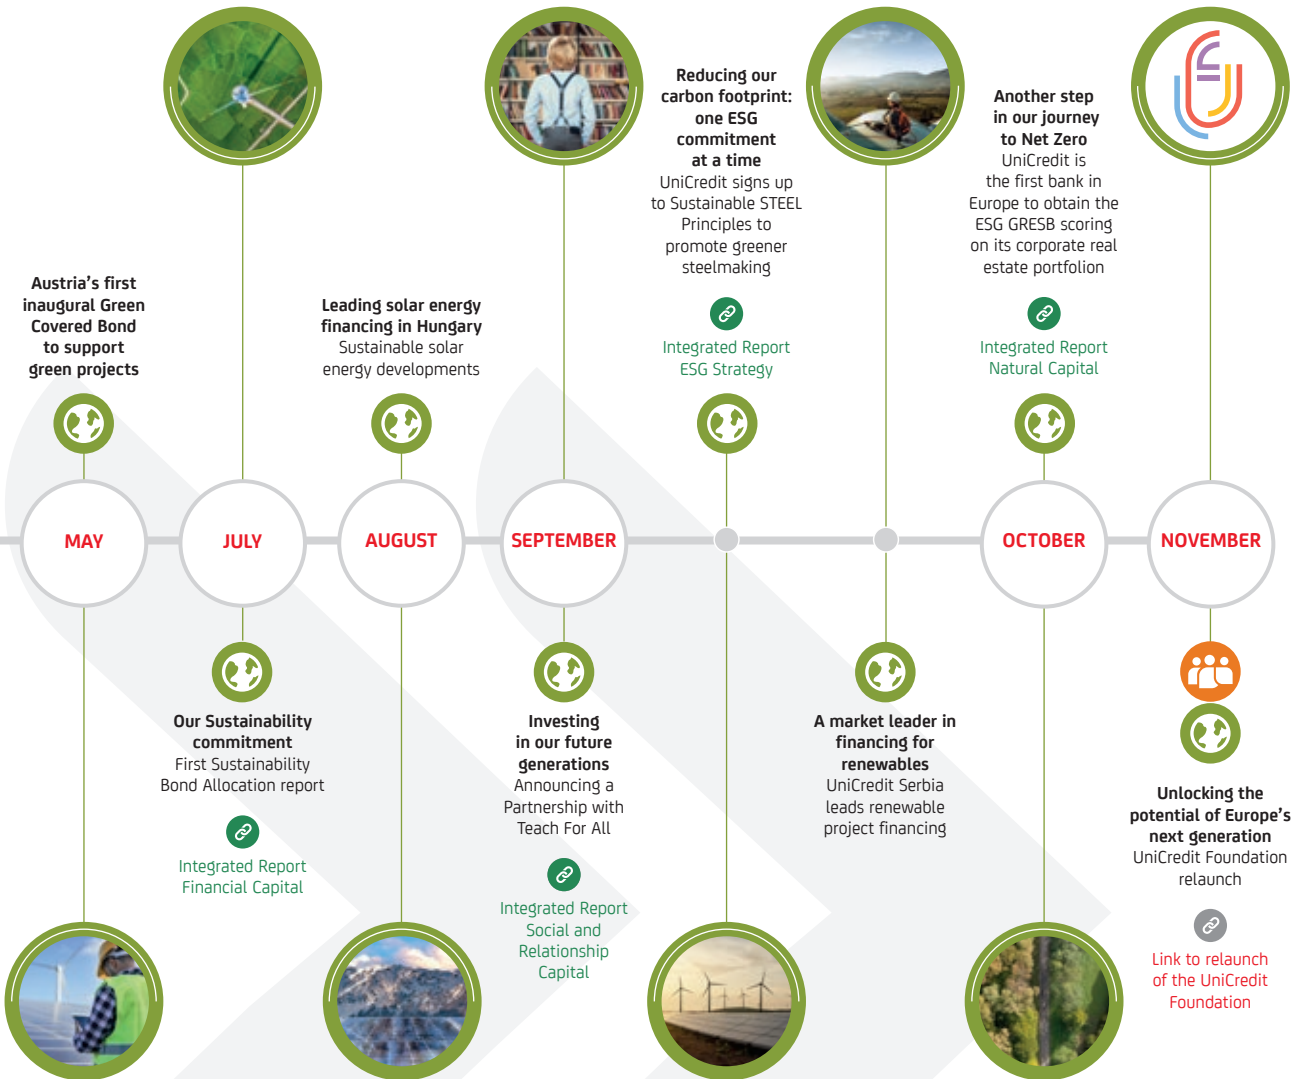 MAY
Austria’s first
inaugural Green
Covered Bond
to support
green projects
JULY
Our Sustainability
commitment
First Sustainability
Bond Allocation report
Integrated Report
Financial Capital
AUGUST
Leading solar energy
financing in Hungary
Sustainable solar
energy developments
SEPTEMBER
Investing
in our future
generations
Announcing a
Partnership with
Teach For All
Integrated Report
Social and
Relationship
Capital
Reducing our
carbon footprint:
one ESG
commitment
at a time
UniCredit signs up
to Sustainable STEEL
Principles to
promote greener
steelmaking
Integrated Report
ESG Strategy
A market leader in
financing for
renewables
UniCredit Serbia
leads renewable
project financing
OCTOBER
Another step
in our journey
to Net Zero
UniCredit is
the first bank in
Europe to obtain the
ESG GRESB scoring
on its corporate real
estate portfolion
Integrated Report
Natural Capital
NOVEMBER
Unlocking the
potential of Europe’s
next generation
UniCredit Foundation
relaunch
Link to relaunch
of the UniCredit
Foundation